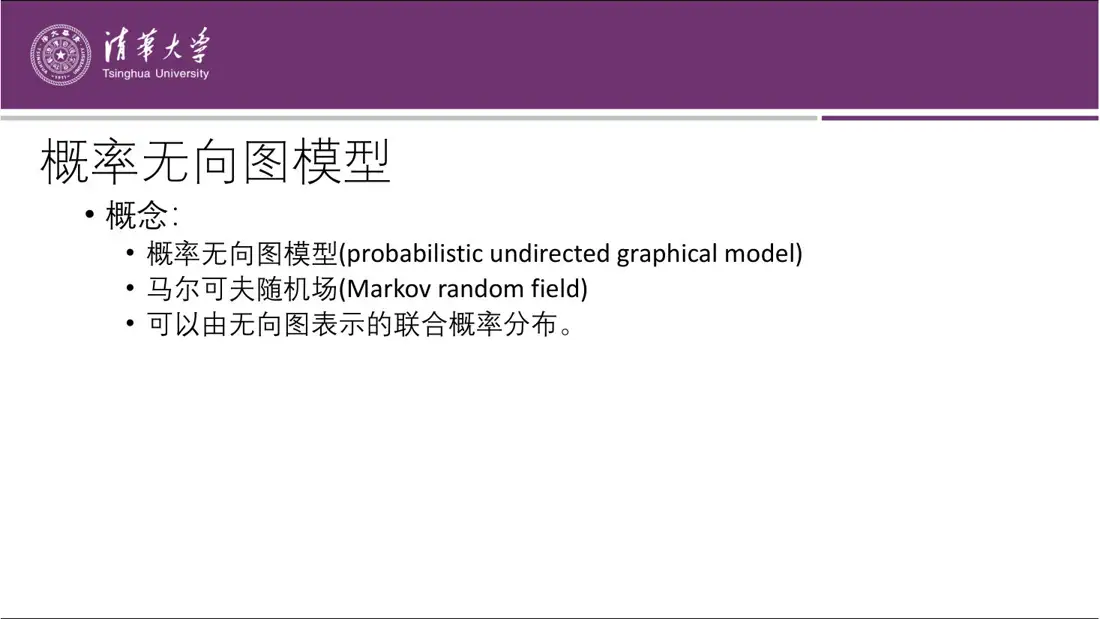 清华大学
Tsinghua University
概率无向图模型
• 概念：
• 概率无向图模型(probabilistic undirected graphical model)
• 马尔可夫随机场(Markov random field)
• 可以由无向图表示的联合概率分布。